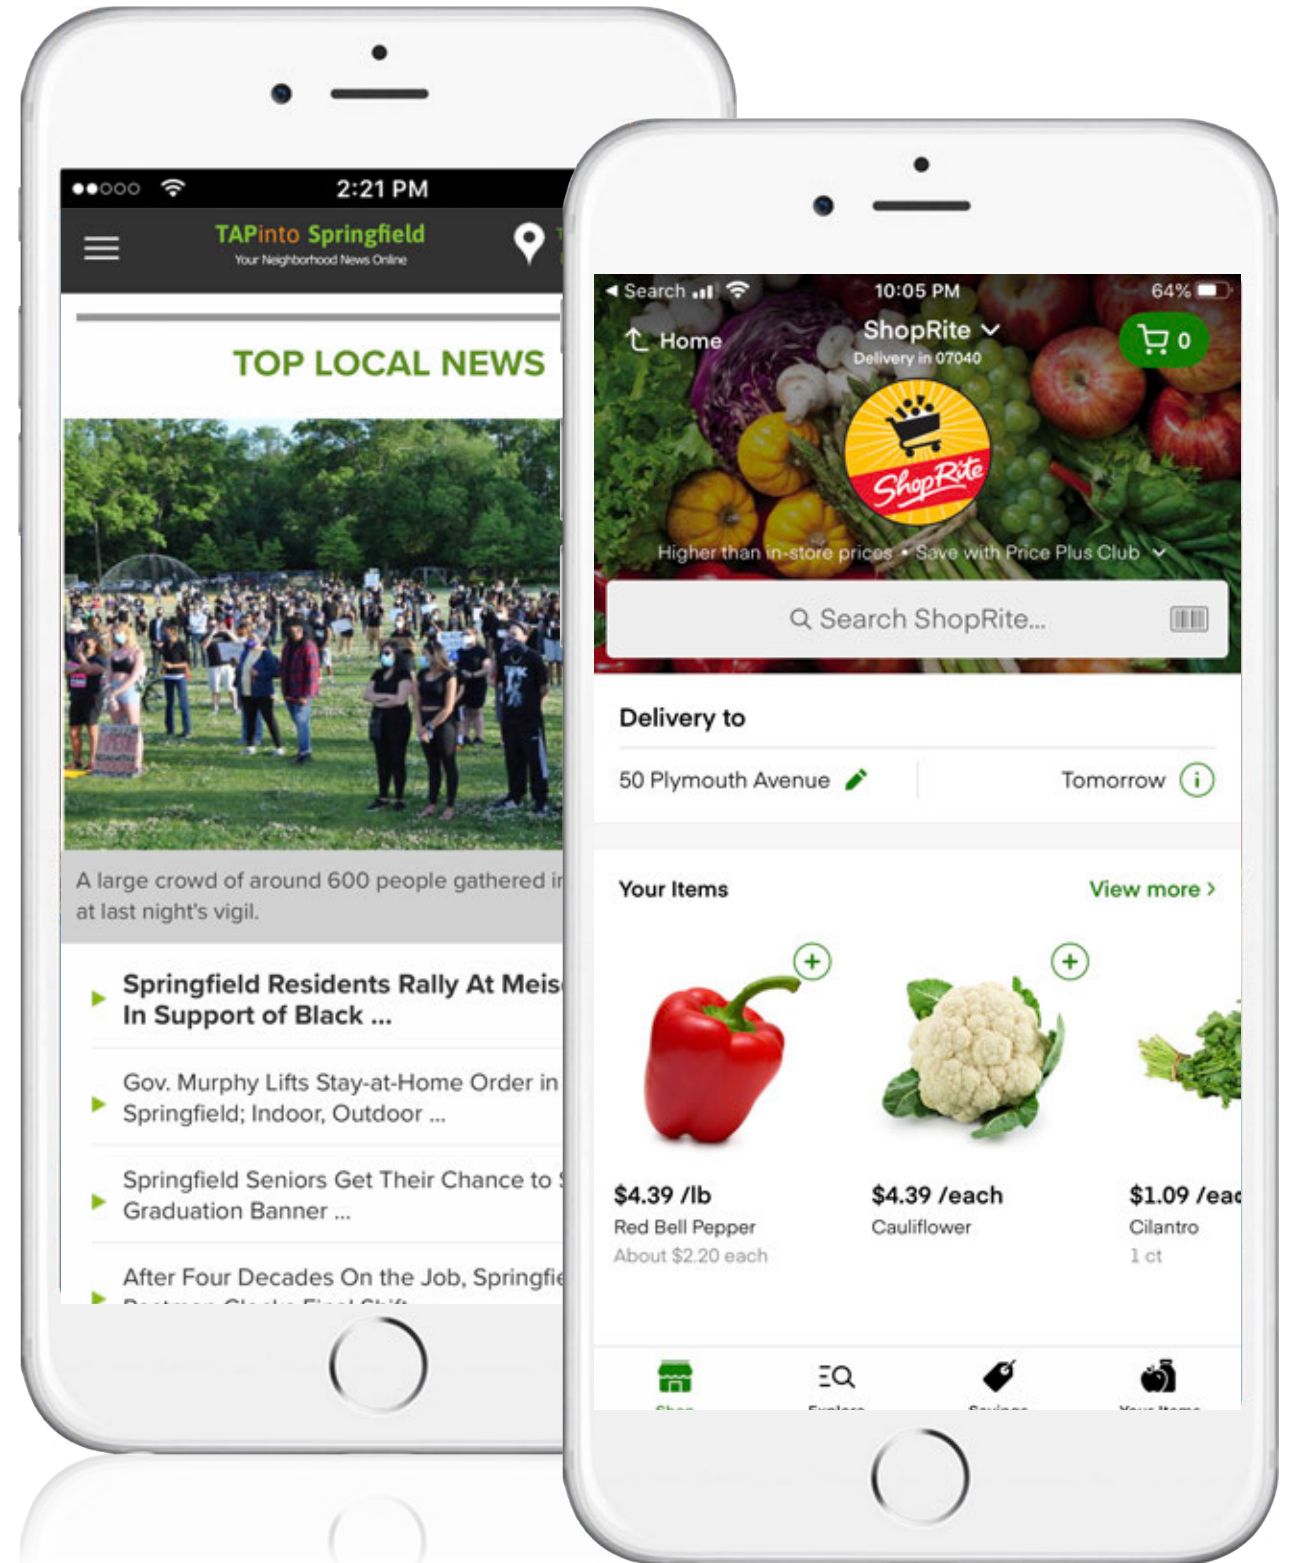 2:21 PM
TAPinto Springfield
Your Neighborhood News Online
TOP LOCAL NEWS
A large crowd of around 600 people gathered
at last night's vigil.
Springfield Residents Rally At
In Support of Black ...
Gov. Murphy Lifts Stay-at-Home Order in
Springfield; Indoor, Outdoor ...
Springfield Seniors Get Their Chance to
Graduation Banner ...
After Four Decades On the Job,
Search
10:05 PM
64%
Home
ShopRite
0
Delivery in 07040
ShopRite
Higher than in-store prices • Save with Price Plus Club
Search ShopRite...
Delivery to
50 Plymouth Avenue
Tomorrow
Your Items
View more >
$4.39 /lb
Red Bell Pepper
About $2.20 each
$4.39 /each
Cauliflower
$1.09
Cilantro
1 ct